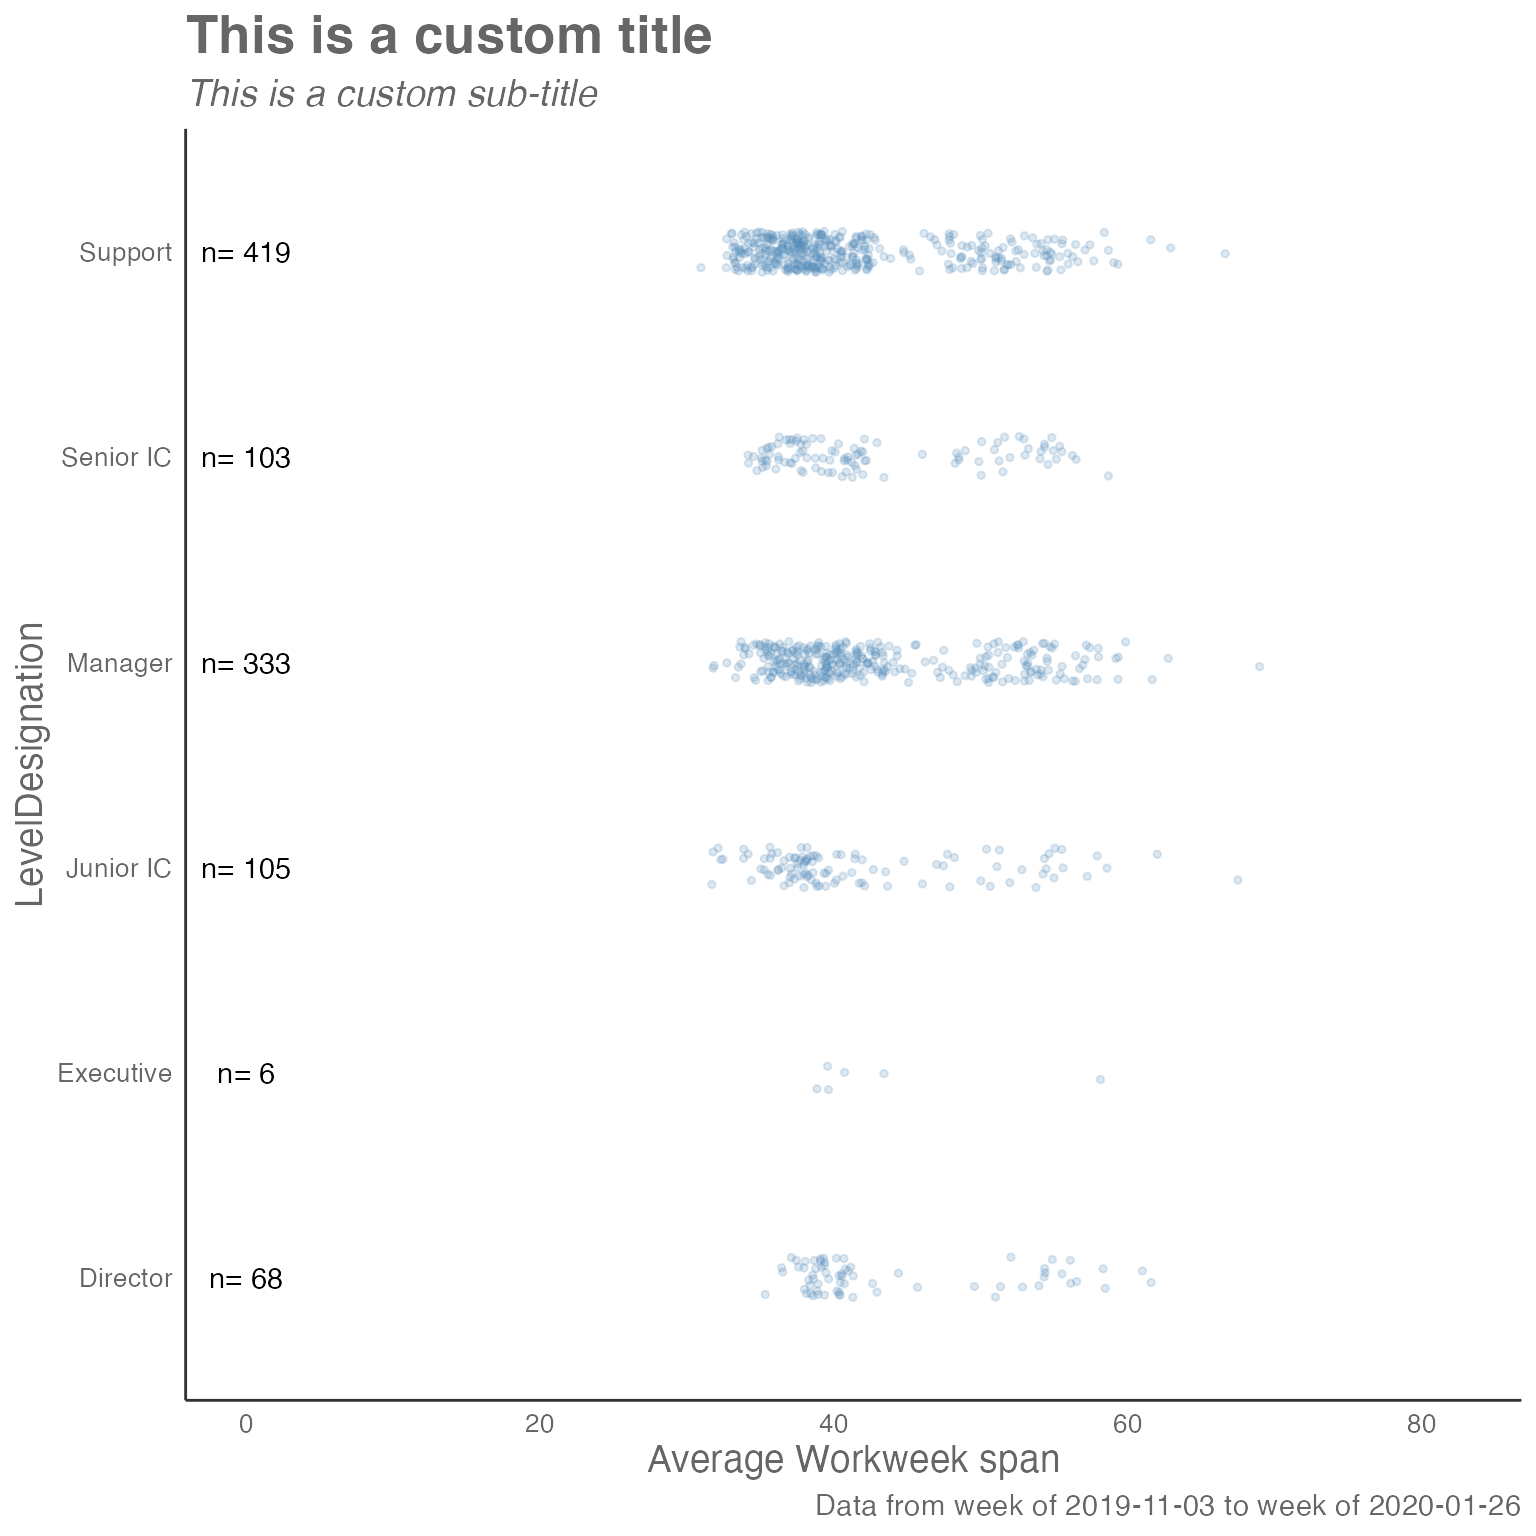 This is a custom title
This is a custom sub-title
LevelDesignation
Support n= 419
Senior IC n= 103
Manager n= 333
Junior IC n= 105
Executive n= 6
Director n= 68
0 20 40 60 80
Average Workweek span
Data from week of 2019-11-03 to week of 2020-01-26